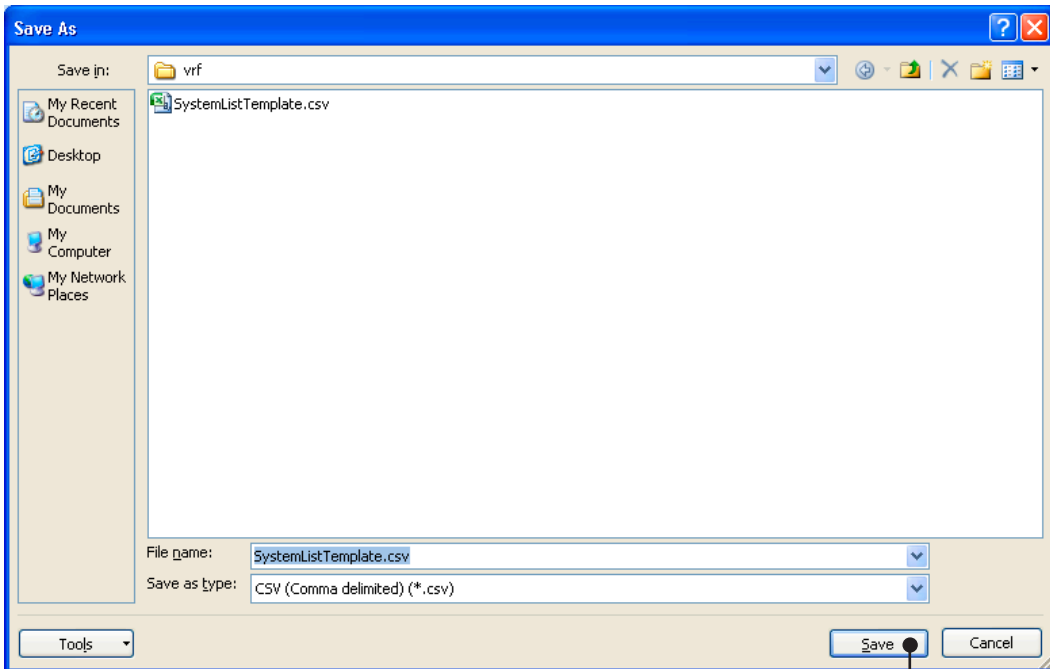 Save As
Save in:
vrf
My Recent
Documents
Desktop
My
Documents
My
Computer
My Network
Places
SystemListTemplate.csv
File name:
SystemListTemplate.csv
Save as type:
CSV (Comma delimited) (*.csv)
Tools
Save
Cancel